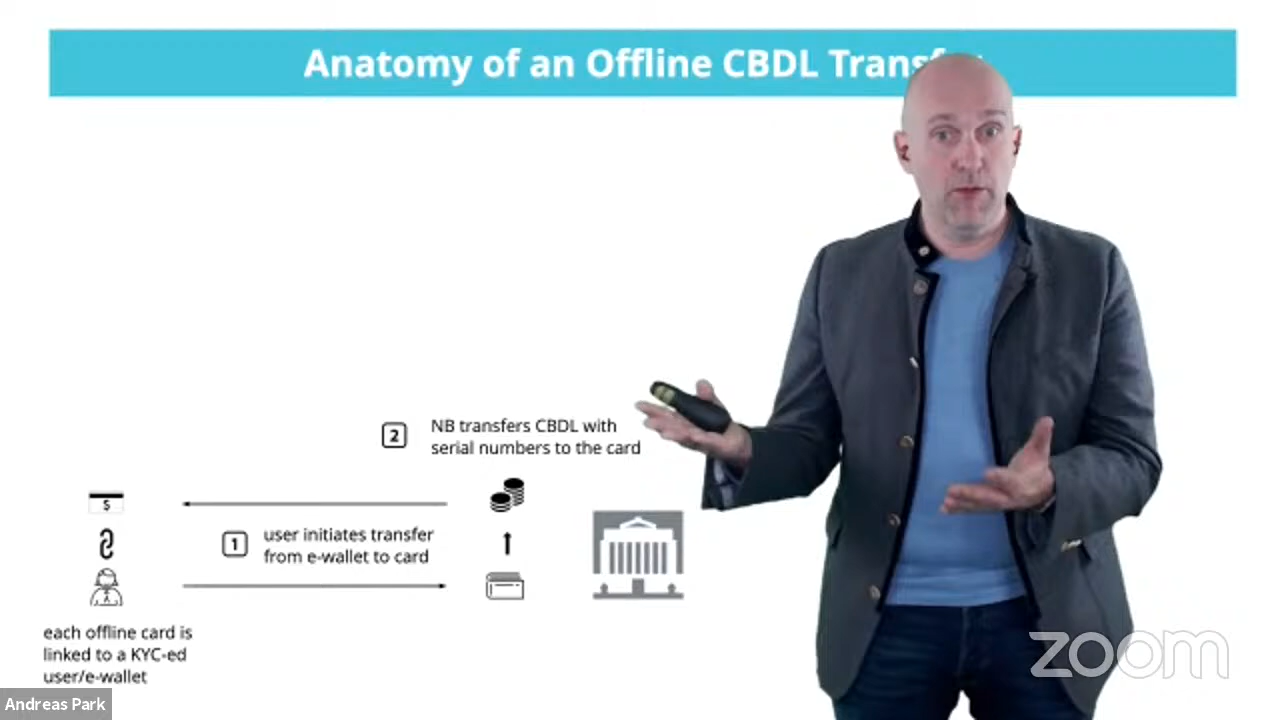 Anatomy of an Offline CBDL
2
NB transfers CBDL with
serial numbers to the card
$
1
user initiates transfer
from e-wallet to card
each offline card is
linked to a KYC-ed
user/e-wallet
zoom
Andreas Park